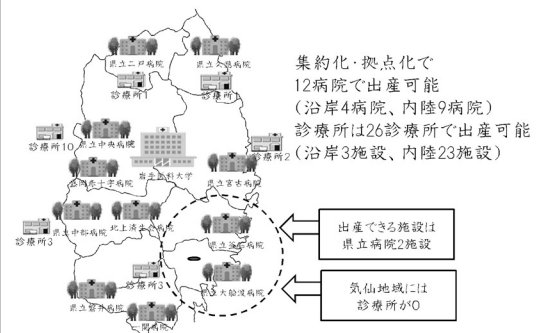 集約化・拠点化で
12病院で出産可能
(沿岸4病院、内陸9病院)
診療所は26診療所で出産可能
(沿岸3施設、内陸23施設)
県立二戸病院
県立久慈病院
診療所1
診療所1
診療所10
県立中央病院
岩手医科大学
診療所2
盛岡赤十字病院
県立宮古病院
県立中部病院
北上済生会病院
診療所3
県立釜石病院
出産できる施設は
県立病院2施設
診療所3
県立磐井病院
県立大船渡病院
気仙地域には
診療所が0
関病院